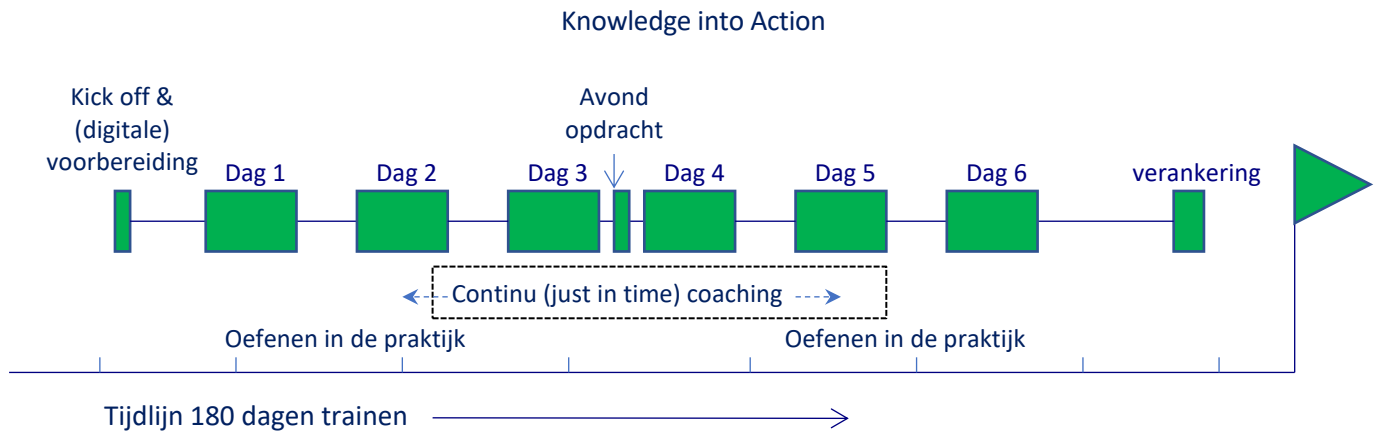 Knowledge into Action
Kick off &
(digitale)
voorbereiding
Avond
opdracht
Dag 1
Dag 2
Dag 3
Dag 4
Dag 5
Dag 6
verankering
Continu (just in time) coaching
Oefenen in de praktijk
Oefenen in de praktijk
Tijdlijn 180 dagen trainen